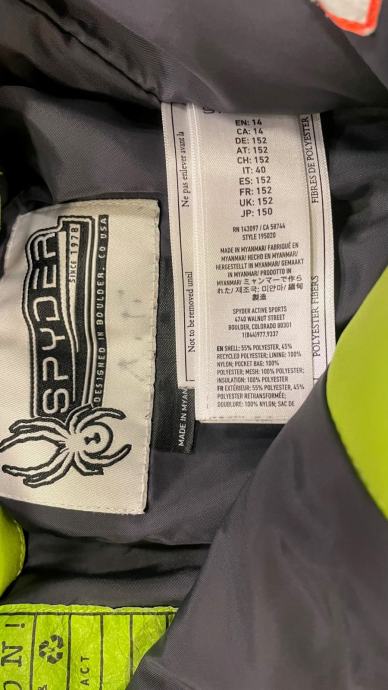 EN: 14
CA: 14
DE: 152
AT: 152
CH: 152
IT: 40
ES: 152
FR: 152
UK: 152
JP: 150
RN 143097 / CA 58744
STYLE 195020
MADE IN MYANMAR/ FABRIQUÉ EN
MYANMAR/ HECHO EN MYANMAR/
HERGESTELLT IN MYANMAR/ GEMAAKT
IN MYANMAR/ PRODOTTO IN
MYANMAR/ ミャンマーで作ら
れた/ 제조국: 미얀마/ 緬甸
製造
SPYDER ACTIVE SPORTS
4740 WALNUT STREET
BOULDER, COLORADO 80301
1(844)977.9337
EN SHELL: 55% POLYESTER, 45%
RECYCLED POLYESTER; LINING: 100%
NYLON; POCKET BAG: 100%
POLYESTER; MESH: 100% POLYESTER;
INSULATION: 100% POLYESTER
FR EXTÉRIEUR: 55% POLYESTER, 45%
POLYESTER RETRANSFORMÉE;
DOUBLURE: 100% NYLON; SAC DE
Ne pas enlever avant la
Not to be removed until
FIBRES DE POLYESTER
POLYESTER FIBERS
MADE IN MYAN
SPYDER
SINCE 1978
DESIGNED IN BOULDER, CO USA
ON!
ACT